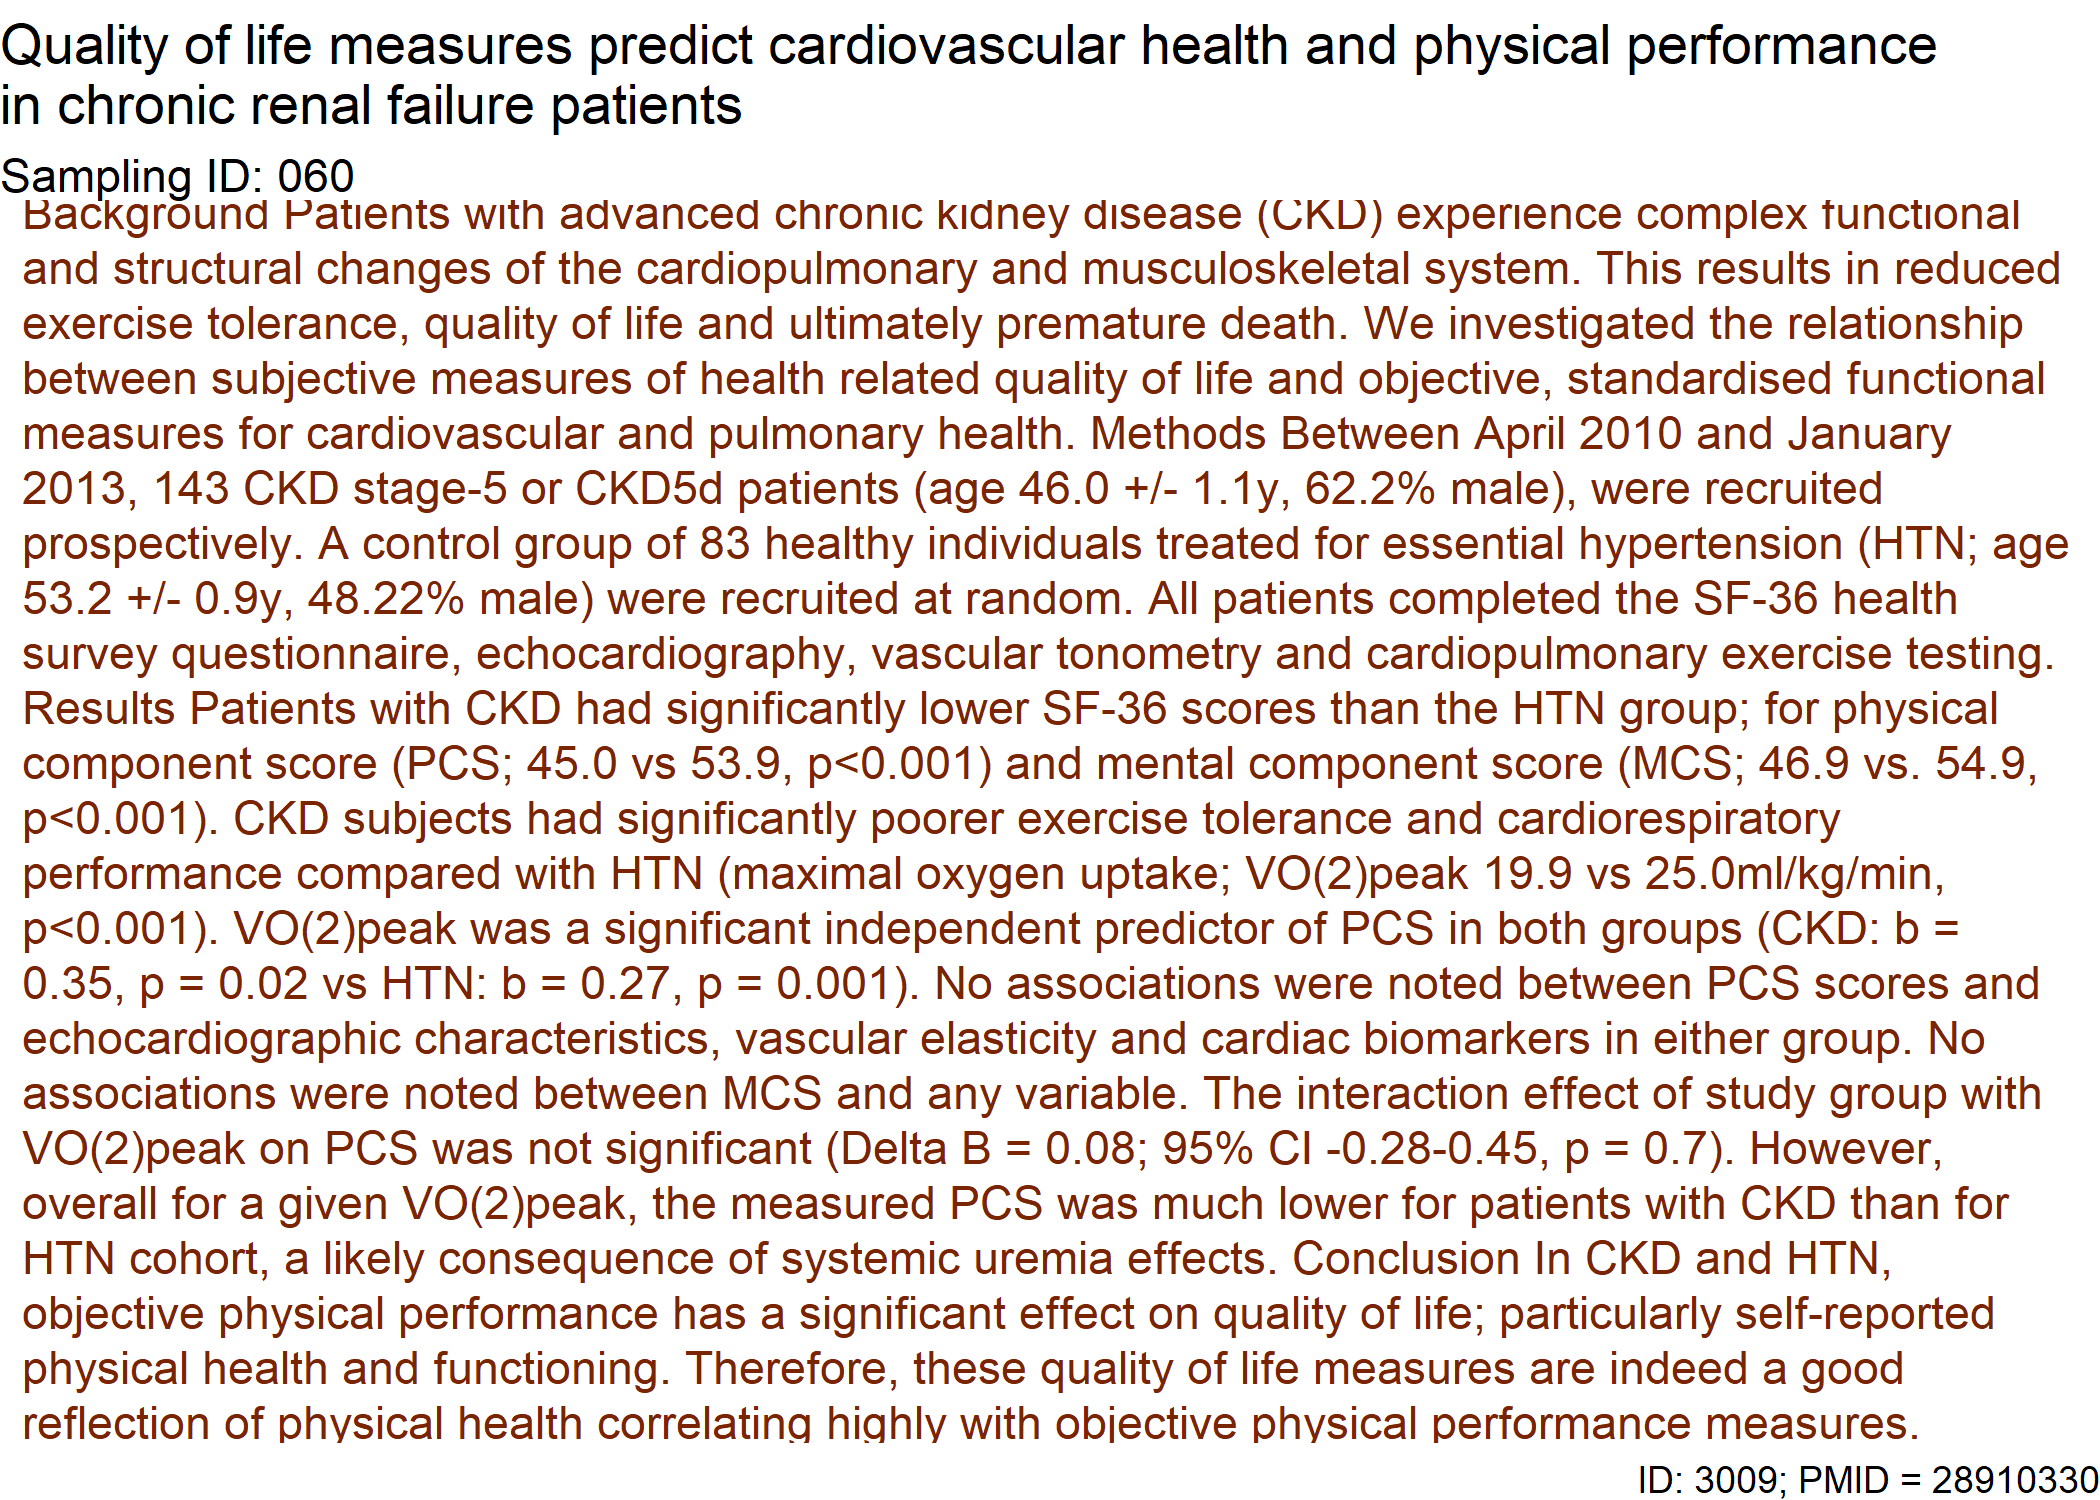 Quality of life measures predict cardiovascular health and physical performance
in chronic renal failure patients
Sampling ID: 060
Background Patients with advanced chronic kidney disease (CKD) experience complex functional
and structural changes of the cardiopulmonary and musculoskeletal system. This results in reduced
exercise tolerance, quality of life and ultimately premature death. We investigated the relationship
between subjective measures of health related quality of life and objective, standardised functional
measures for cardiovascular and pulmonary health. Methods Between April 2010 and January
2013, 143 CKD stage-5 or CKD5d patients (age 46.0 +/- 1.1y, 62.2% male), were recruited
prospectively. A control group of 83 healthy individuals treated for essential hypertension (HTN; age
53.2 +/- 0.9y, 48.22% male) were recruited at random. All patients completed the SF-36 health
survey questionnaire, echocardiography, vascular tonometry and cardiopulmonary exercise testing.
Results Patients with CKD had significantly lower SF-36 scores than the HTN group; for physical
component score (PCS; 45.0 vs 53.9, p<0.001) and mental component score (MCS; 46.9 vs. 54.9,
p<0.001). CKD subjects had significantly poorer exercise tolerance and cardiorespiratory
performance compared with HTN (maximal oxygen uptake; VO(2)peak 19.9 vs 25.0ml/kg/min,
p<0.001). VO(2)peak was a significant independent predictor of PCS in both groups (CKD: b =
0.35, p = 0.02 vs HTN: b = 0.27, p = 0.001). No associations were noted between PCS scores and
echocardiographic characteristics, vascular elasticity and cardiac biomarkers in either group. No
associations were noted between MCS and any variable. The interaction effect of study group with
VO(2)peak on PCS was not significant (Delta B = 0.08; 95% CI -0.28-0.45, p = 0.7). However,
overall for a given VO(2)peak, the measured PCS was much lower for patients with CKD than for
HTN cohort, a likely consequence of systemic uremia effects. Conclusion In CKD and HTN,
objective physical performance has a significant effect on quality of life; particularly self-reported
physical health and functioning. Therefore, these quality of life measures are indeed a good
reflection of physical health correlating highly with objective physical performance measures.
ID: 3009; PMID = 28910330